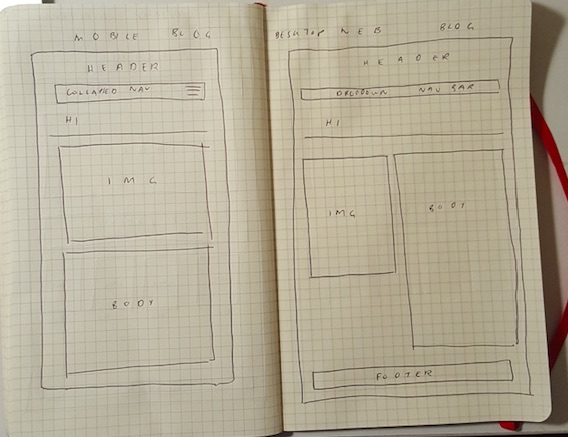 MOBILE BLOG
HEADER
COLLAPSED NAV
H1
IMG
BODY
DESKTOP WEB BLOG
HEADER
DROPDOWN NAV BAR
H1
IMG
BODY
FOOTER